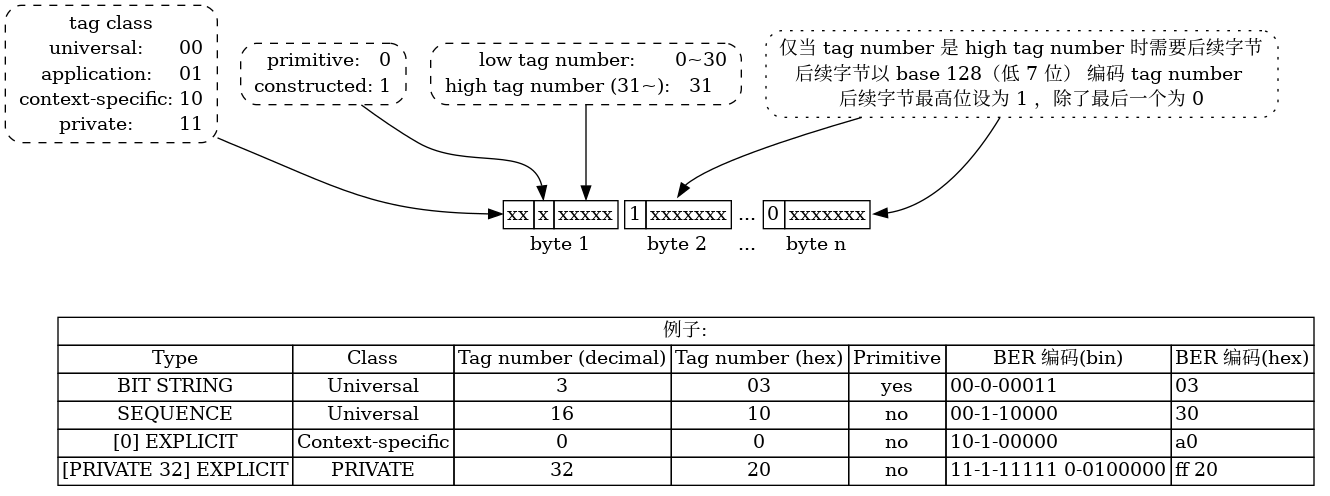 tag class
universal: 00
application: 01
context-specific: 10
private: 11
primitive: 0
constructed: 1
low tag number: 0~30
high tag number (31~): 31
仅当 tag number 是 high tag number 时需要后续字节
后续字节以 base 128（低 7 位） 编码 tag number
后续字节最高位设为 1 ，除了最后一个为 0
xx x xxxxx 1 xxxxxxx ... 0 xxxxxxx
byte 1 byte 2 ... byte n
例子:
Type Class Tag number (decimal) Tag number (hex) Primitive BER 编码(bin) BER 编码(hex)
BIT STRING Universal 3 03 yes 00-0-00011 03
SEQUENCE Universal 16 10 no 00-1-10000 30
[0] EXPLICIT Context-specific 0 0 no 10-1-00000 a0
[PRIVATE 32] EXPLICIT PRIVATE 32 20 no 11-1-11111 0-0100000 ff 20